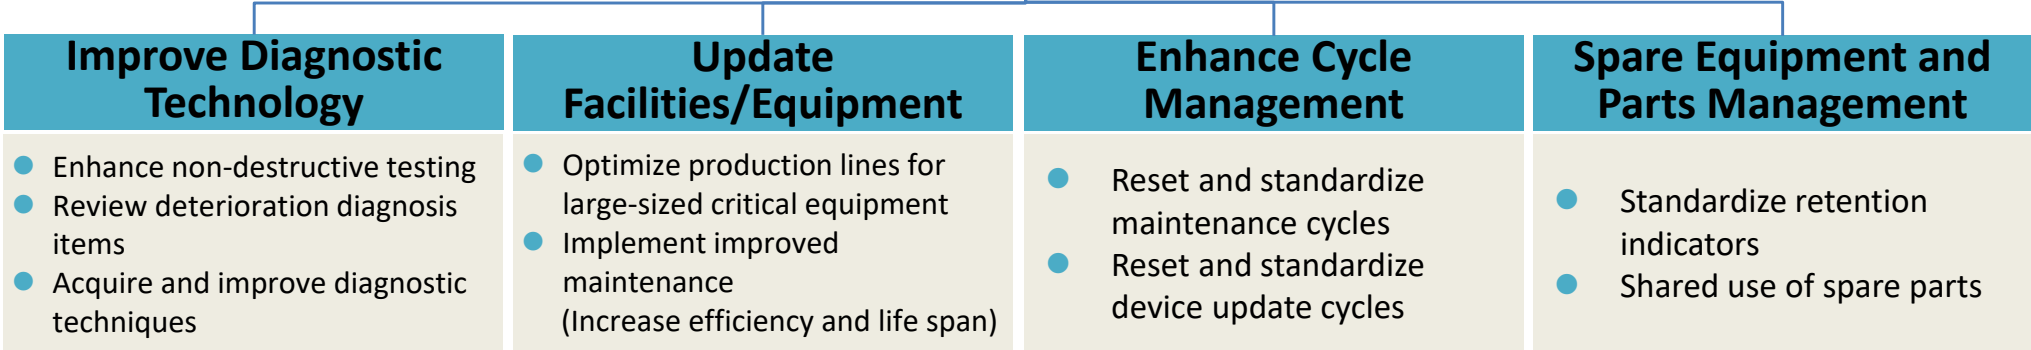 Improve Diagnostic
Technology
Enhance non-destructive testing
Review deterioration diagnosis
items
Acquire and improve diagnostic
techniques
Update
Facilities/Equipment
Optimize production lines for
large-sized critical equipment
Implement improved
maintenance
(Increase efficiency and life span)
Enhance Cycle
Management
Reset and standardize
maintenance cycles
Reset and standardize
device update cycles
Spare Equipment and
Parts Management
Standardize retention
indicators
Shared use of spare parts